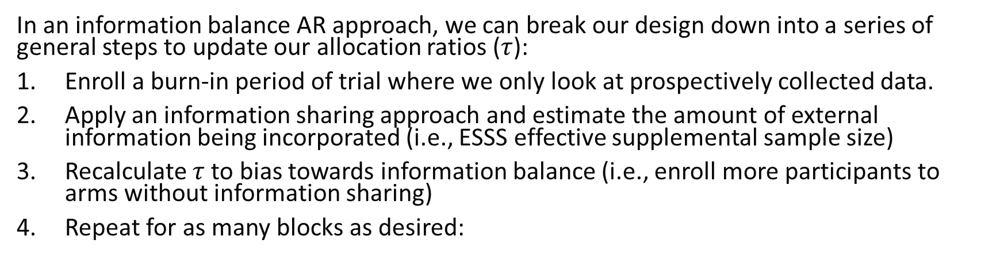 In an information balance AR approach, we can break our design down into a series of
general steps to update our allocation ratios (τ):
1. Enroll a burn-in period of trial where we only look at prospectively collected data.
2. Apply an information sharing approach and estimate the amount of external
information being incorporated (i.e., ESSS effective supplemental sample size)
3. Recalculate τ to bias towards information balance (i.e., enroll more participants to
arms without information sharing)
4. Repeat for as many blocks as desired: